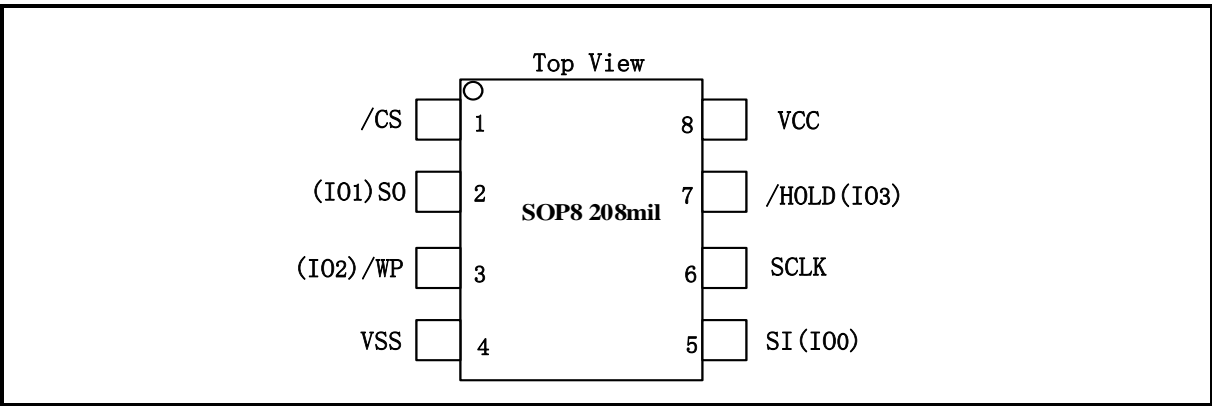 Top View
/CS 1 8 VCC
(IO1)SO 2 7 /HOLD(IO3)
SOP8 208mil
(IO2)/WP 3 6 SCLK
VSS 4 5 SI(IO0)